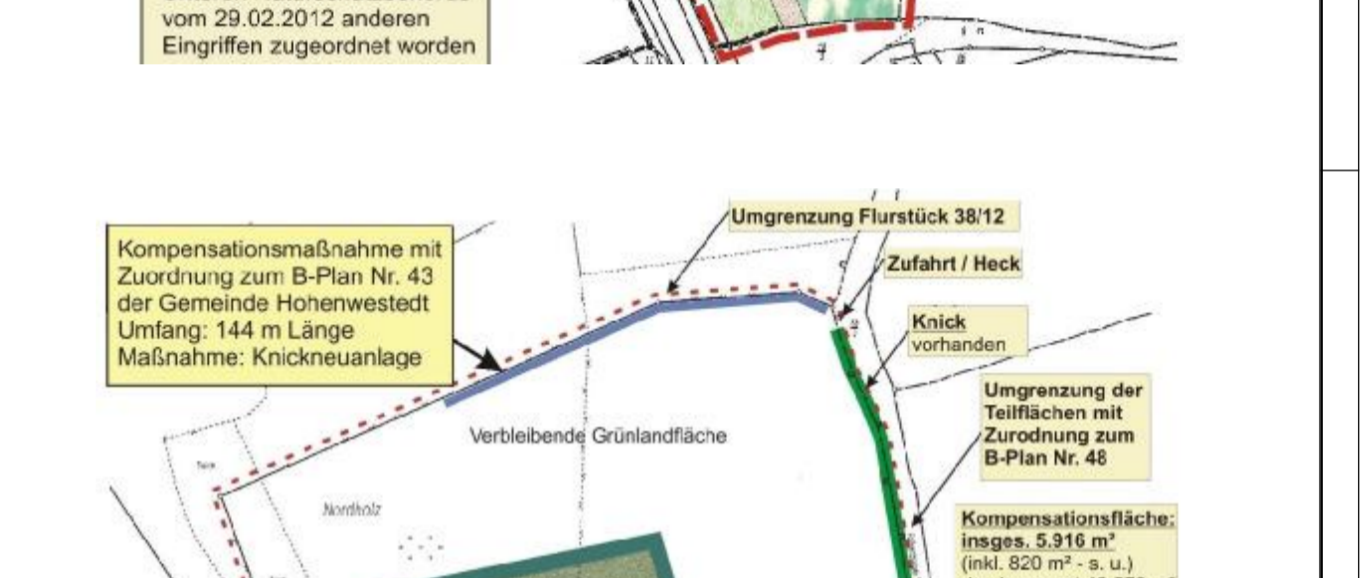 vom 29.02.2012 anderen
Eingriffen zugeordnet worden
Umgrenzung Flurstück 38/12
Kompensationsmaßnahme mit
Zuordnung zum B-Plan Nr. 43
der Gemeinde Hohenwestedt
Umfang: 144 m Länge
Maßnahme: Knickneuanlage
Zufahrt / Heck
Knick
vorhanden
Umgrenzung der
Teilflächen mit
Zurodnung zum
B-Plan Nr. 48
Verbleibende Grünlandfläche
Nordholz
Kompensationsfläche:
insges. 5.916 m²
(inkl. 820 m² - s. u.)